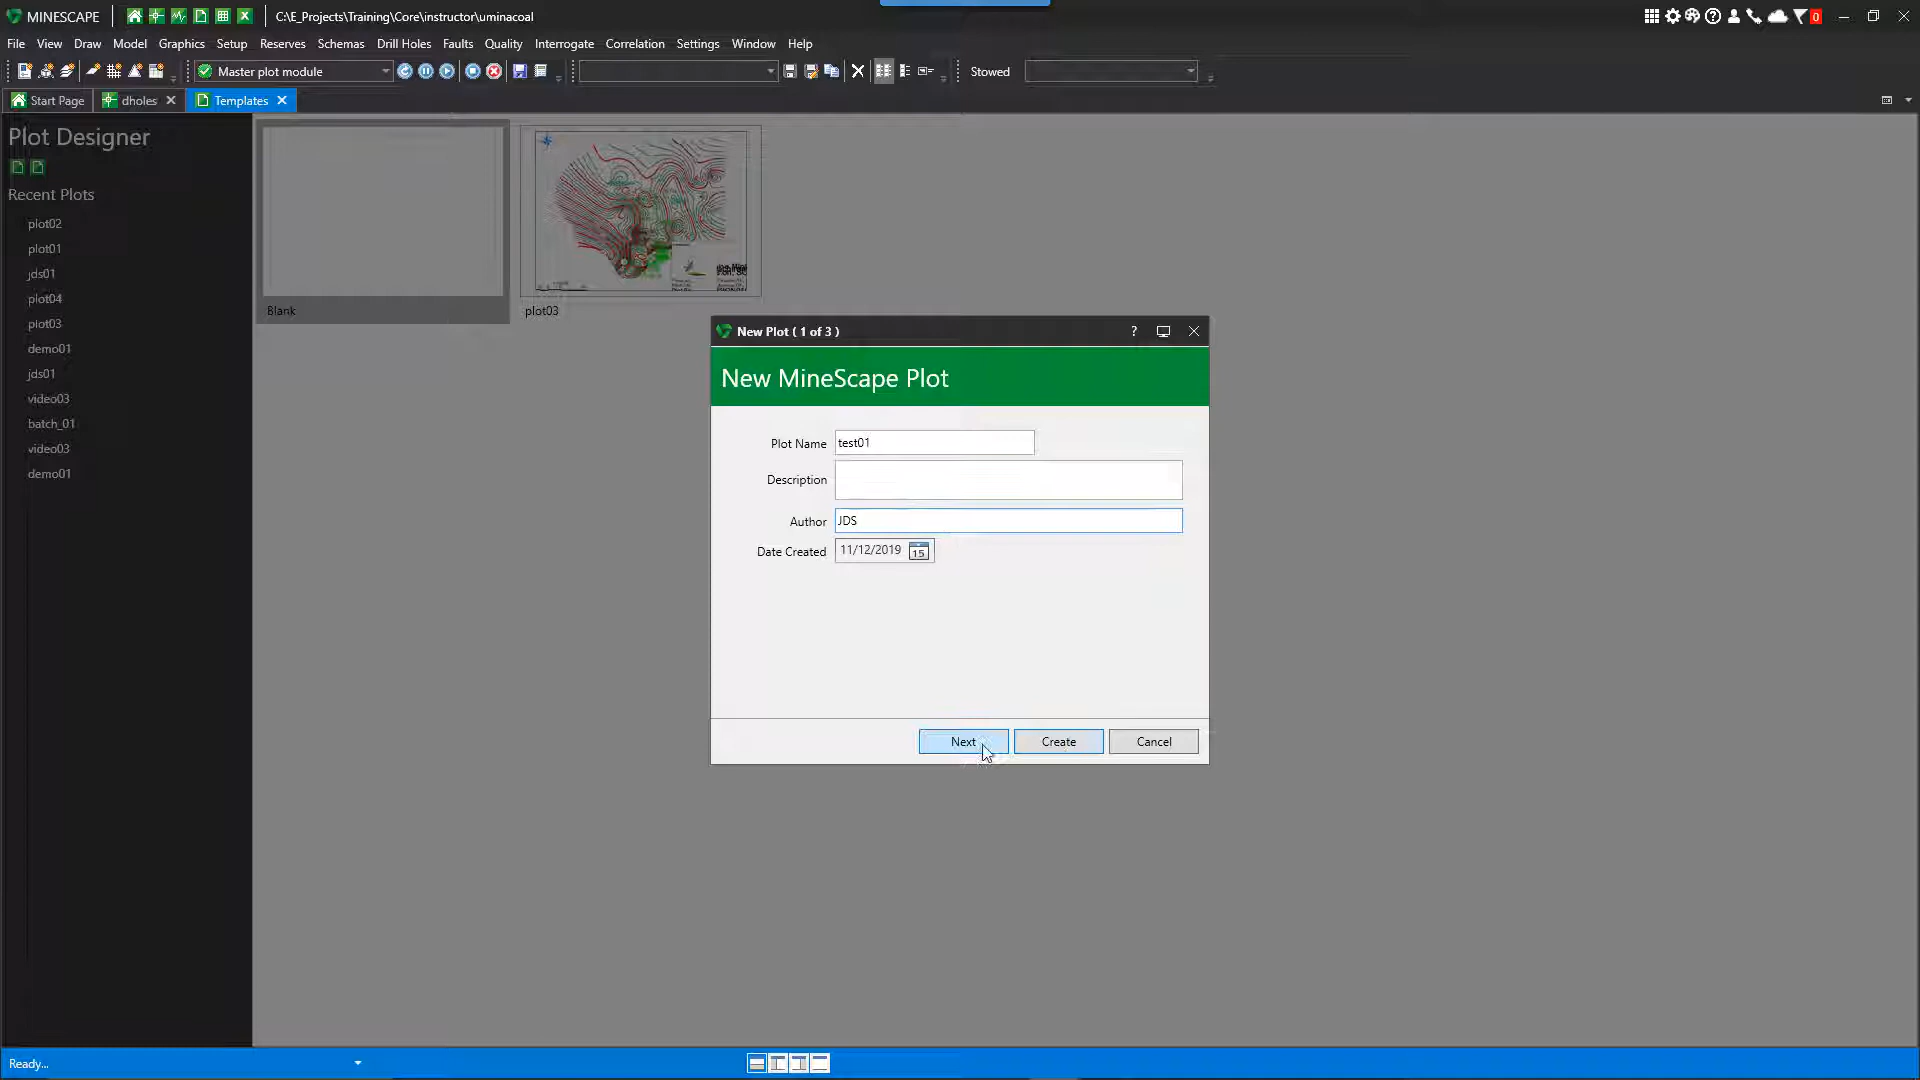 MINESCAPE C:\E_Projects\Training\Core\instructor\uminacoal 0
File View Draw Model Graphics Setup Reserves Schemas Drill Holes Faults Quality Interrogate Correlation Settings Window Help
Master plot module Stowed
Start Page dholes Templates
Plot Designer
Recent Plots
plot02
plot01
jds01
plot04
plot03
demo01
jds01
video03
batch_01
video03
demo01
Blank plot03
New Plot ( 1 of 3 ) ?
New MineScape Plot
Plot Name test01
Description
Author JDS
Date Created 11/12/2019 15
Next Create Cancel
Ready...